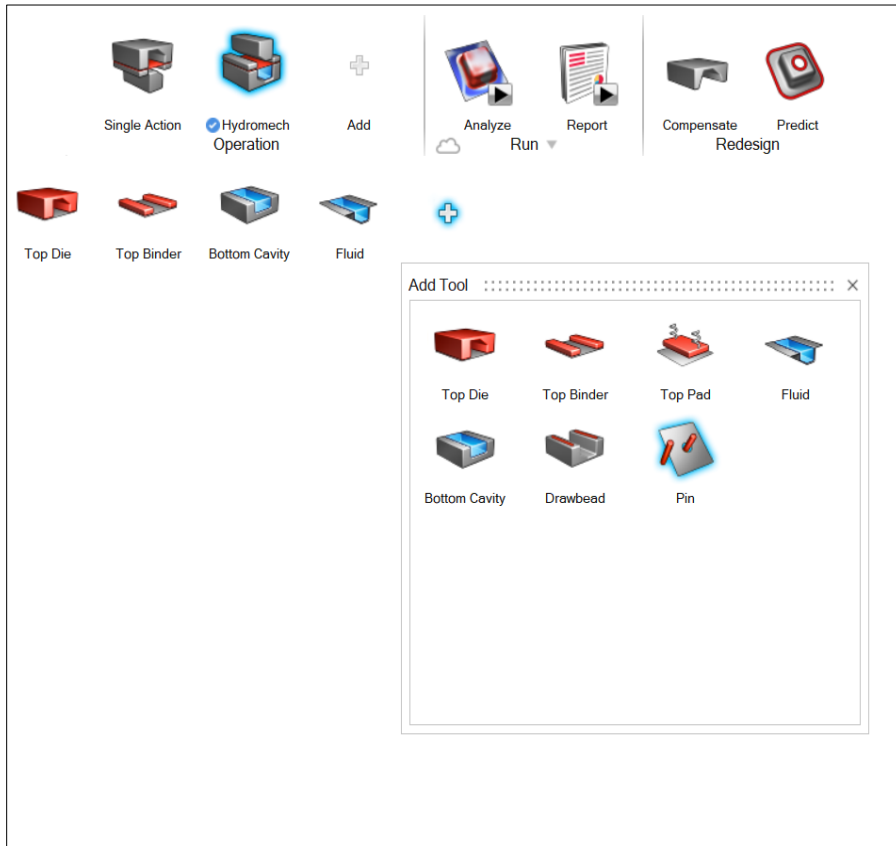 Single Action Hydromech Add Analyze Report Compensate Predict
Operation Run Redesign
Top Die Top Binder Bottom Cavity Fluid
Add Tool
Top Die Top Binder Top Pad Fluid
Bottom Cavity Drawbead Pin